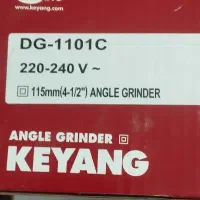 www.keyang.com
DG-1101C
220-240 V ~
115mm(4-1/2") ANGLE GRINDER
ANGLE GRINDER
KEYANG